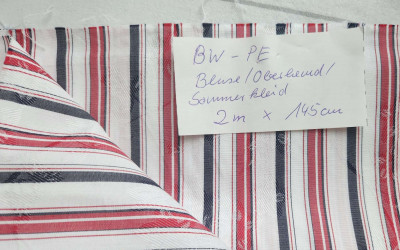 BW-PE
Bluse/Oberhemd/
Sommerkleid
2m x 145cm